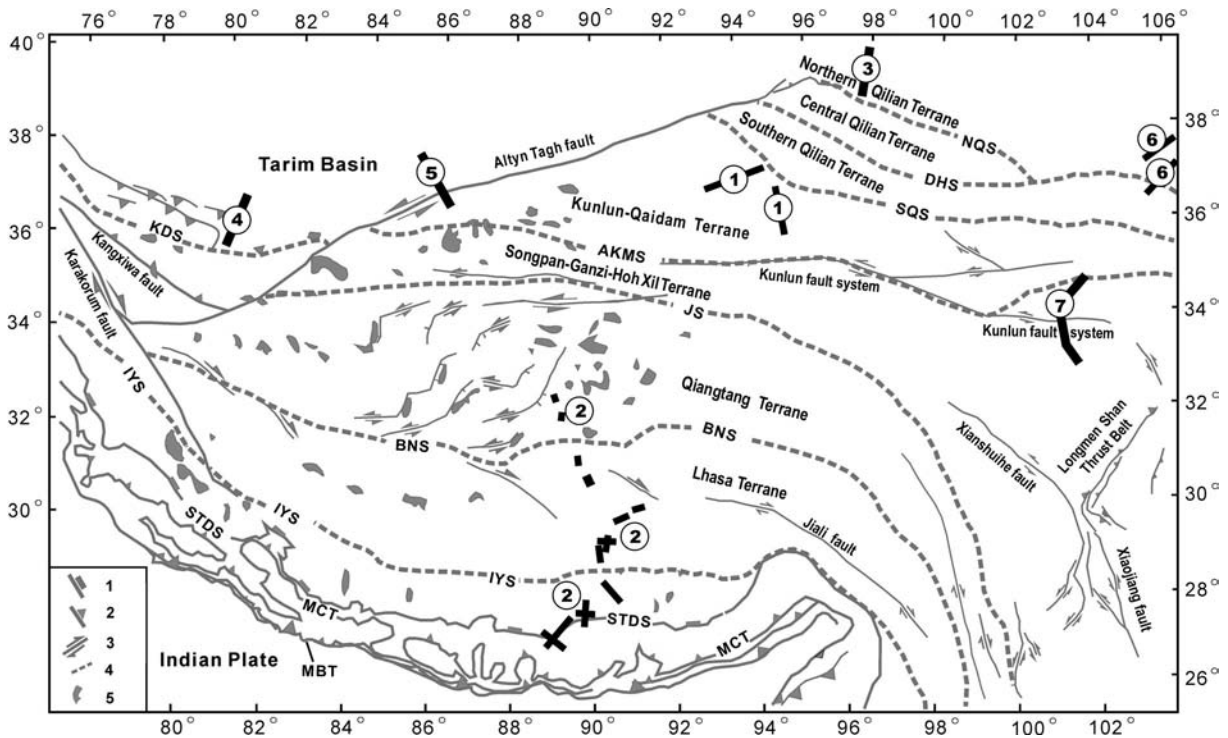 76° 80° 84° 86° 88° 90° 92 94° 96° 98° 100° 102° 104° 106°
40°
3
Northern Qilian Terrane
Central Qilian Terrane
38°
38°
Southern Qilian Terrane
NQS
6
Tarim Basin
Altyn Tagh fault
5
1
DHS
6
4
1
SQS
36°
36°
KDS
Kunlun-Qaidam Terrane
AKMS
Kangxiwa fault
Songpan-Ganzi-Hoh Xil Terrane
Kunlun fault system
Karakorum fault
JS
7
34°
34°
Kunlun fault system
IYS
Qiangtang Terrane
2
32°
32°
BNS
BNS
Xianshuihe fault
Longmen Shan
Thrust Belt
Lhasa Terrane
30°
30°
STDS
IYS
2
Jiali fault
Xiaojiang fault
IYS
28°
1
2
MCT
STDS
2
3
MCT
4
Indian Plate
MBT
26°
5
80° 82° 84° 86° 88° 90° 92° 94° 96° 98° 100° 102° 104°